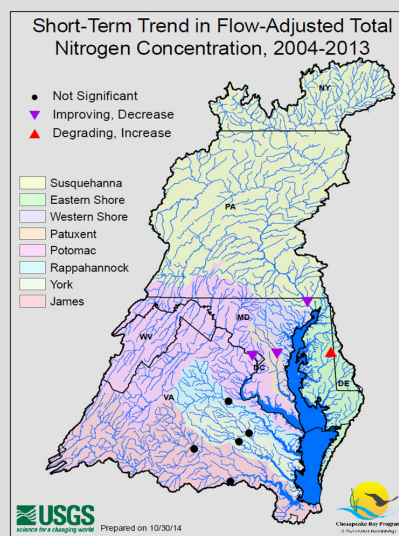 Short-Term Trend in Flow-Adjusted Total
Nitrogen Concentration, 2004-2013
Not Significant
Improving, Decrease
Degrading, Increase
Susquehanna
Eastern Shore
Western Shore
Patuxent
Potomac
Rappahannock
York
James
NY
PA
MD
WV
DC
DE
VA
USGS
science for a changing world
Prepared on 10/30/14
Chesapeake Bay Program
A Watershed Partnership